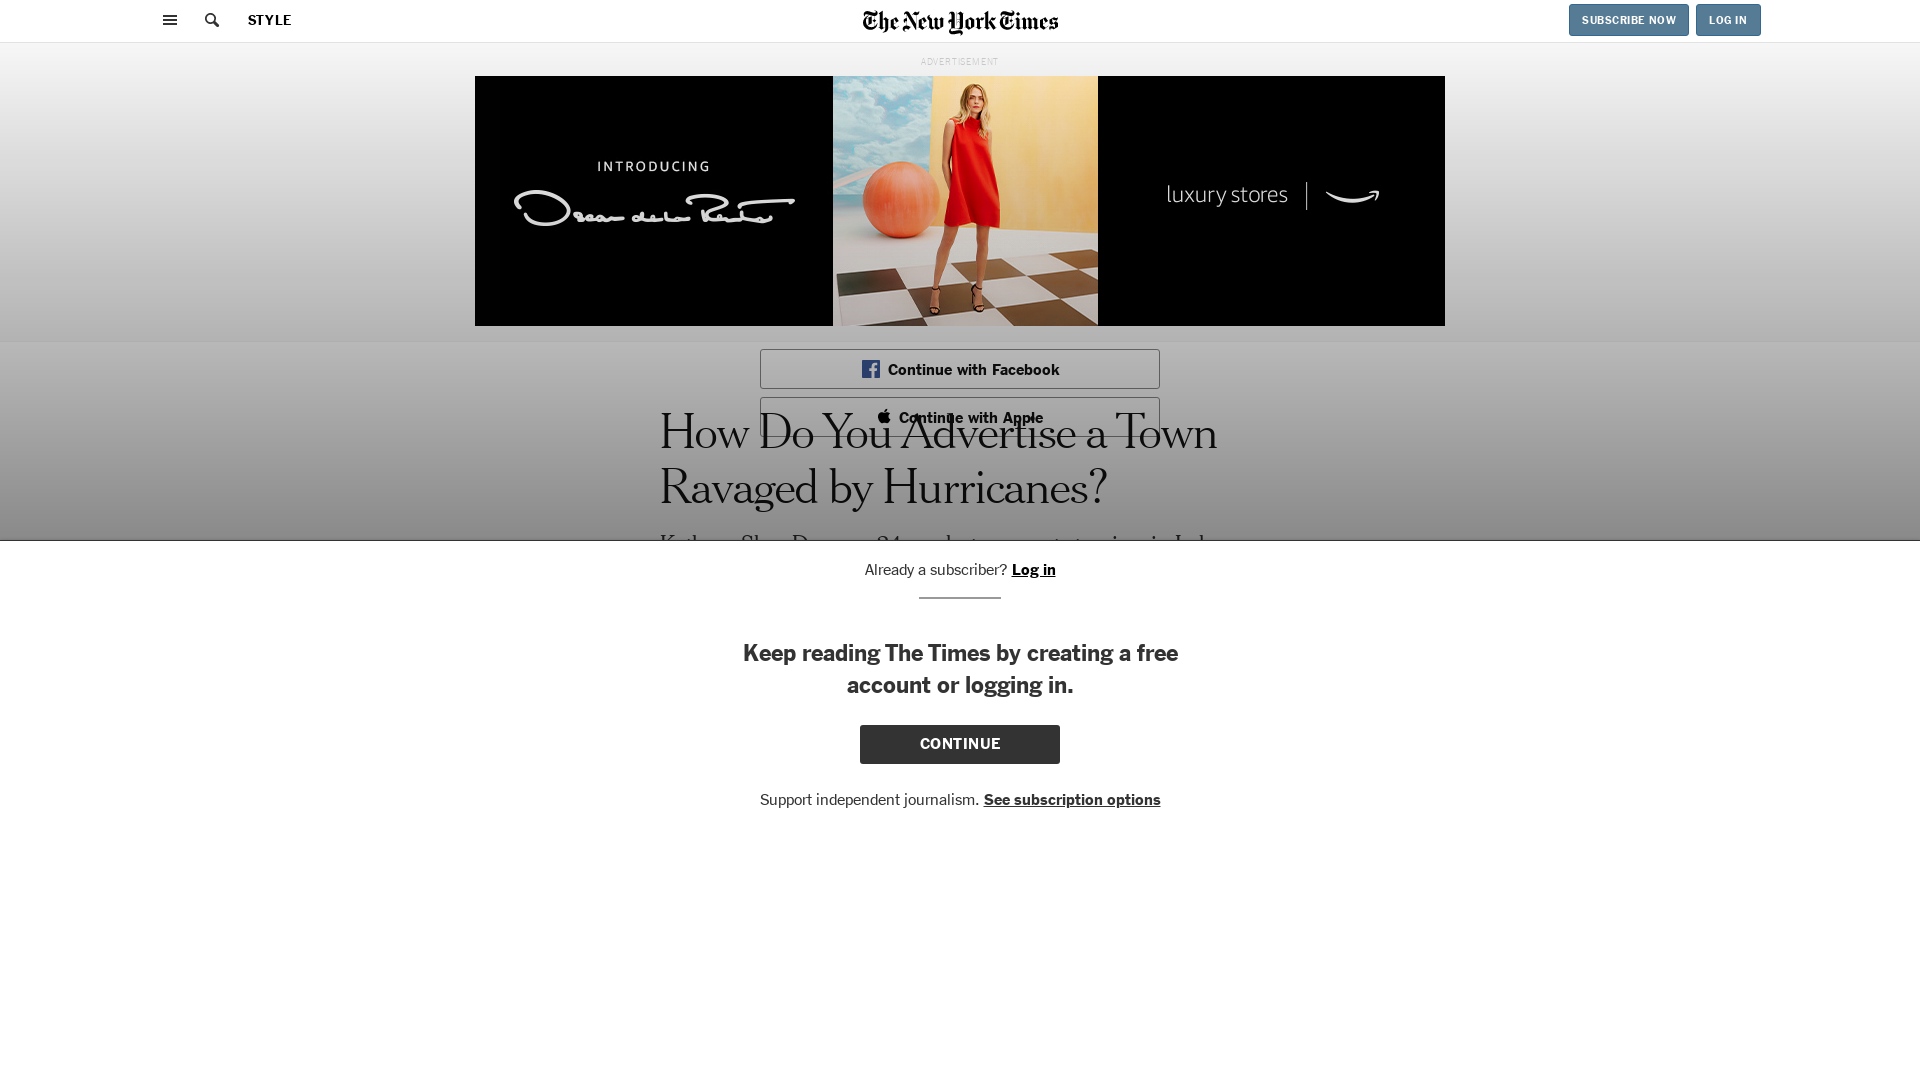 STYLE
The New York Times
SUBSCRIBE NOW
LOG IN
ADVERTISEMENT
INTRODUCING
Oscar de la Renta
luxury stores
Continue with Facebook
Continue with Apple
How Do You Advertise a Town
Ravaged by Hurricanes?
Already a subscriber? Log in
Keep reading The Times by creating a free
account or logging in.
CONTINUE
Support independent journalism. See subscription options